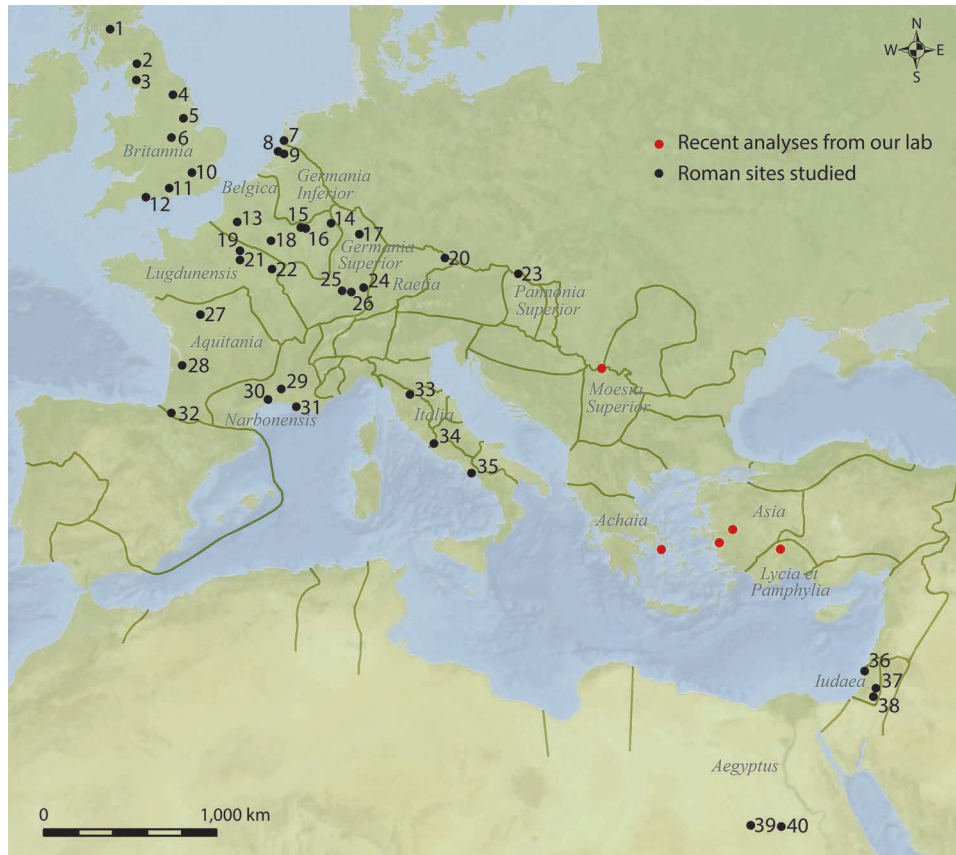 N
W E
S
1
2
3
4
5
6
Britannia
7
8
9
Germania
Inferior
10
11
12
Belgica
Recent analyses from our lab
Roman sites studied
13
14
15
16
17
18
19
Germania
Superior
20
21
22
Lugdunensis
23
24
25
26
Raetia
Pannonia
Superior
27
Aquitania
28
29
30
31
32
Narbonensis
33
Italia
34
35
Moesia
Superior
Achaia
Asia
Lycia et
Pamphylia
36
Iudaea
37
38
Aegyptus
39
40
0 1,000 km